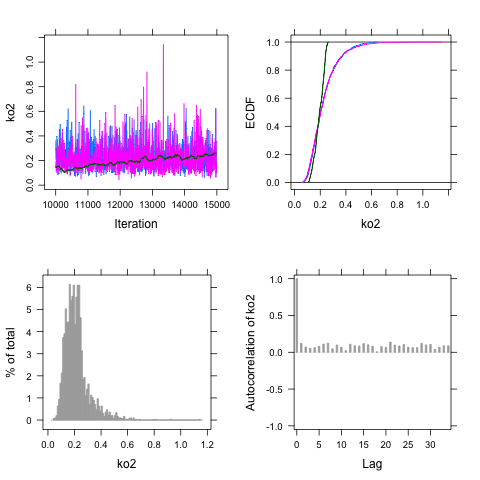 ko2
0.0 0.2 0.4 0.6 0.8 1.0
10000 11000 12000 13000 14000 15000
Iteration
ECDF
0.0 0.2 0.4 0.6 0.8 1.0
0.0 0.2 0.4 0.6 0.8 1.0
ko2
% of total
0 1 2 3 4 5 6
0.0 0.2 0.4 0.6 0.8 1.0 1.2
ko2
Autocorrelation of ko2
-1.0 -0.5 0.0 0.5 1.0
0 5 10 15 20 25 30
Lag